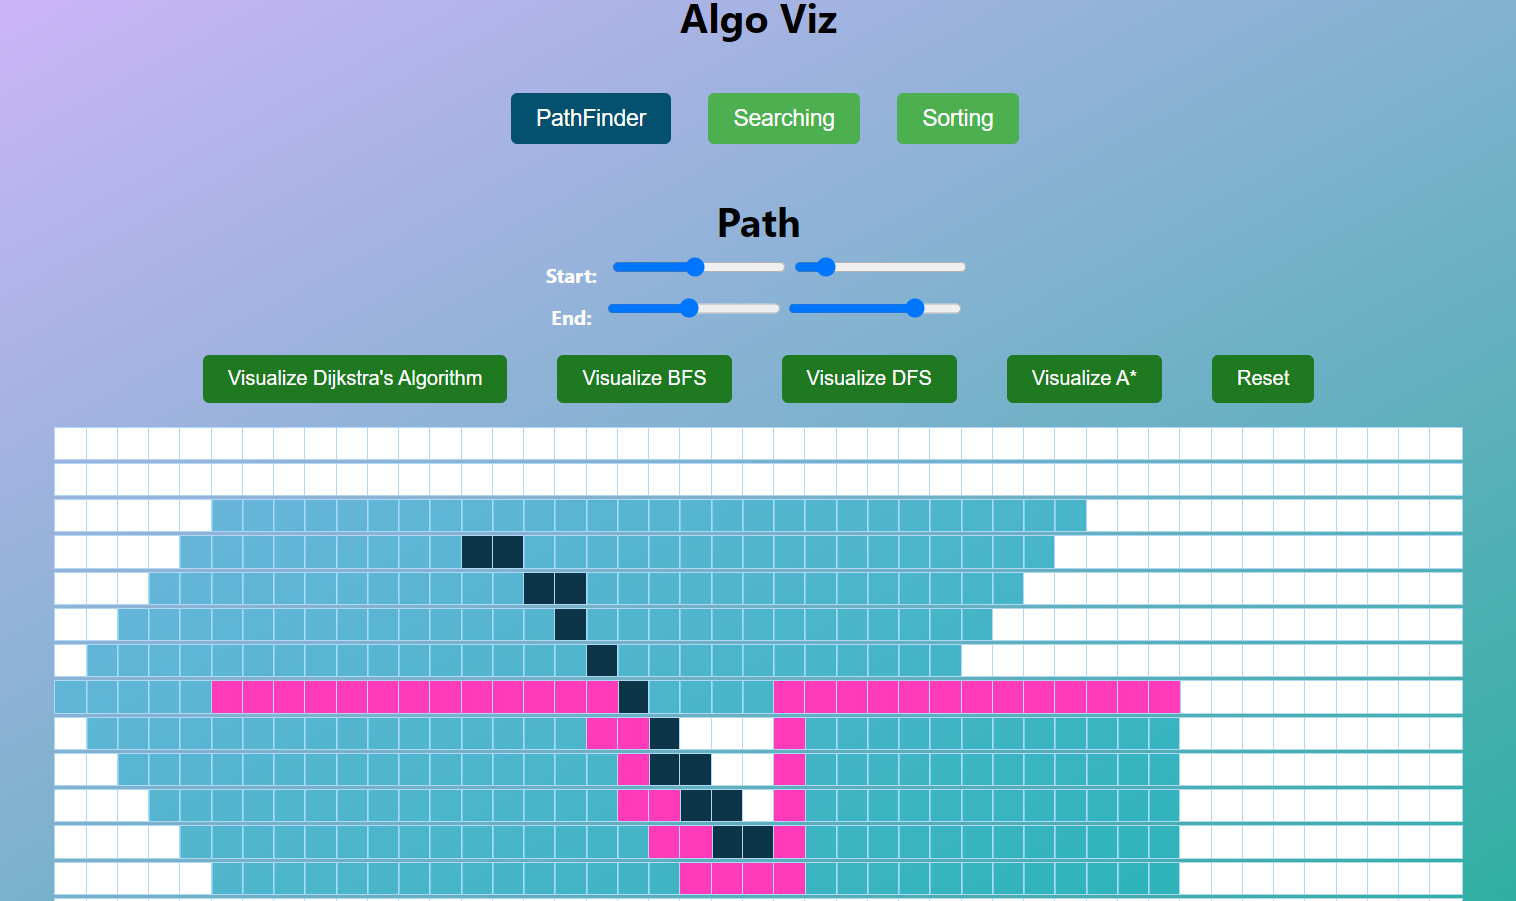 Algo Viz
PathFinder Searching Sorting
Path
Start:
End:
Visualize Dijkstra's Algorithm Visualize BFS Visualize DFS Visualize A* Reset